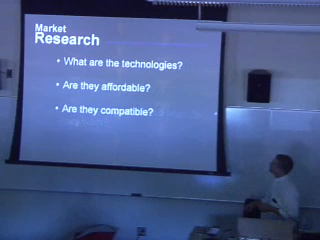 Market
Research
• What are the technologies?
• Are they affordable?
• Are they compatible?